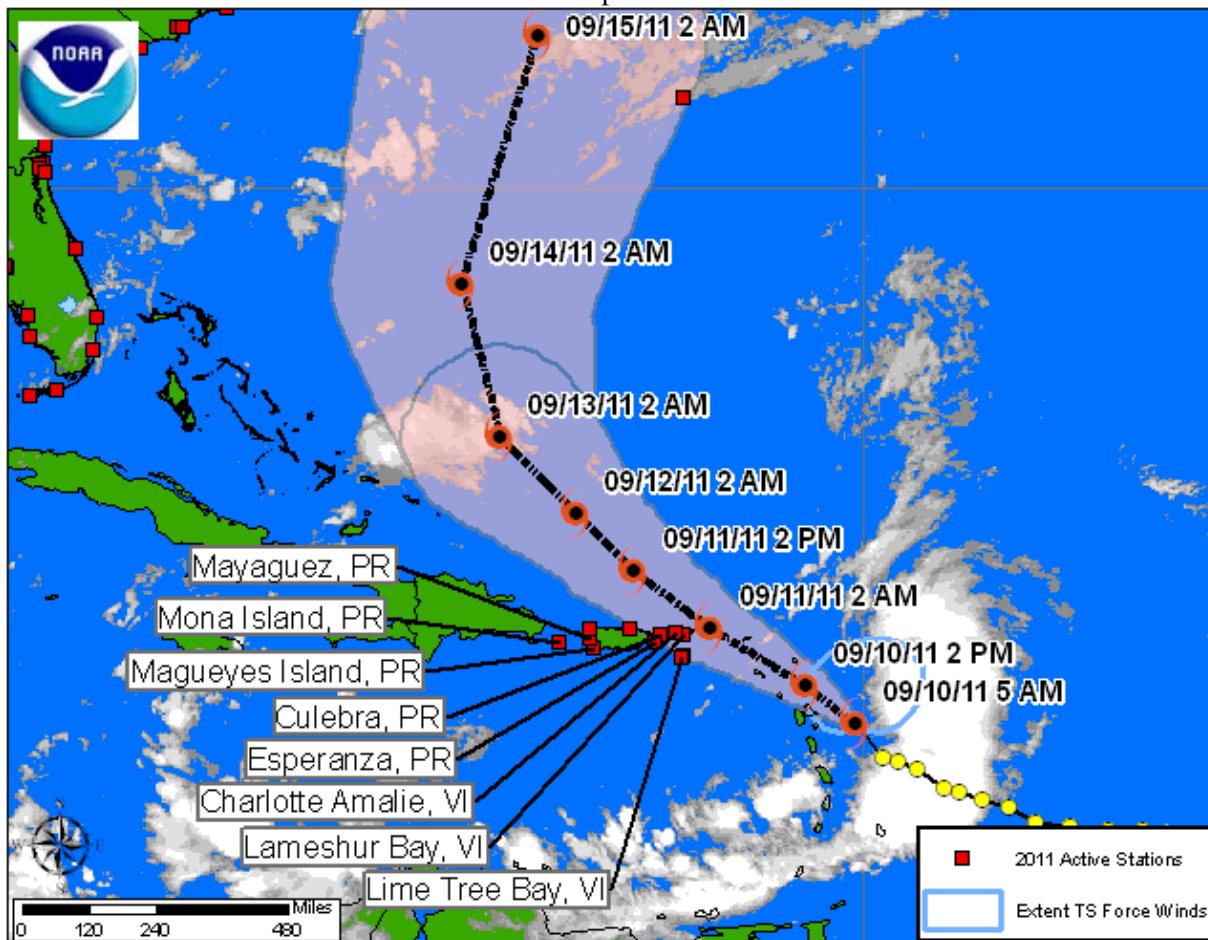 NOAA
09/15/11 2 AM
09/14/11 2 AM
09/13/11 2 AM
09/12/11 2 AM
09/11/11 2 PM
09/11/11 2 AM
09/10/11 2 PM
09/10/11 5 AM
Mayaguez, PR
Mona Island, PR
Magueyes Island, PR
Culebra, PR
Esperanza, PR
Charlotte Amalie, VI
Lameshur Bay, VI
Lime Tree Bay, VI
N
W E
S
Miles
0 120 240 480
2011 Active Stations
Extent TS Force Winds